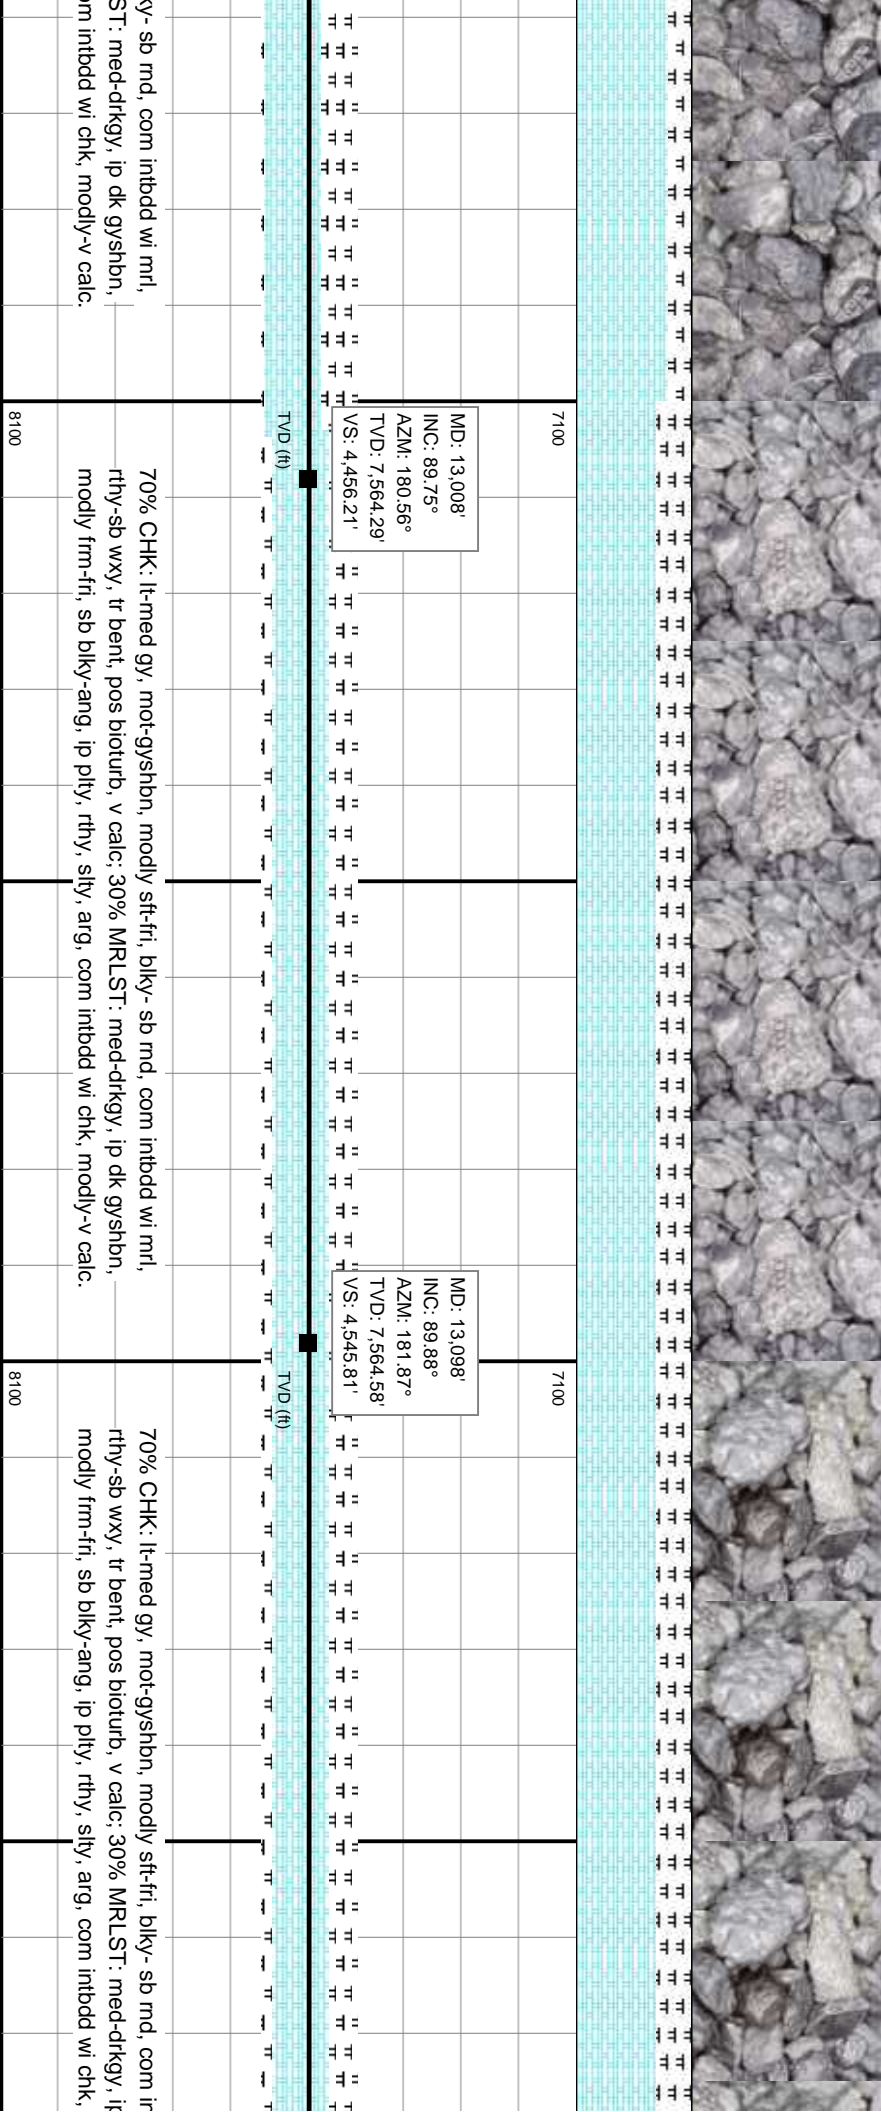 ky- sb rnd, com intbdd wi mrl,
ST: med-drkgy, ip dk gyshbn,
om intbdd wi chk, modly-v calc.
7100
TVD (ft)
8100
MD: 13,008'
INC: 89.75°
AZM: 180.56°
TVD: 7,564.29'
VS: 4,456.21'
70% CHK: lt-med gy, mot-gyshbn, modly sft-fri, blky- sb rnd, com intbdd wi mrl,
rthy-sb wxy, tr bent, pos bioturb, v calc; 30% MRLST: med-drkgy, ip dk gyshbn,
modly frm-fri, sb blky-ang, ip plty, rthy, slty, arg, com intbdd wi chk, modly-v calc.
MD: 13,098'
INC: 89.88°
AZM: 181.87°
TVD: 7,564.58'
VS: 4,545.81'
7100
TVD (ft)
8100
70% CHK: lt-med gy, mot-gyshbn, modly sft-fri, blky- sb rnd, com in
rthy-sb wxy, tr bent, pos bioturb, v calc; 30% MRLST: med-drkgy, ip
modly frm-fri, sb blky-ang, ip plty, rthy, slty, arg, com intbdd wi chk,